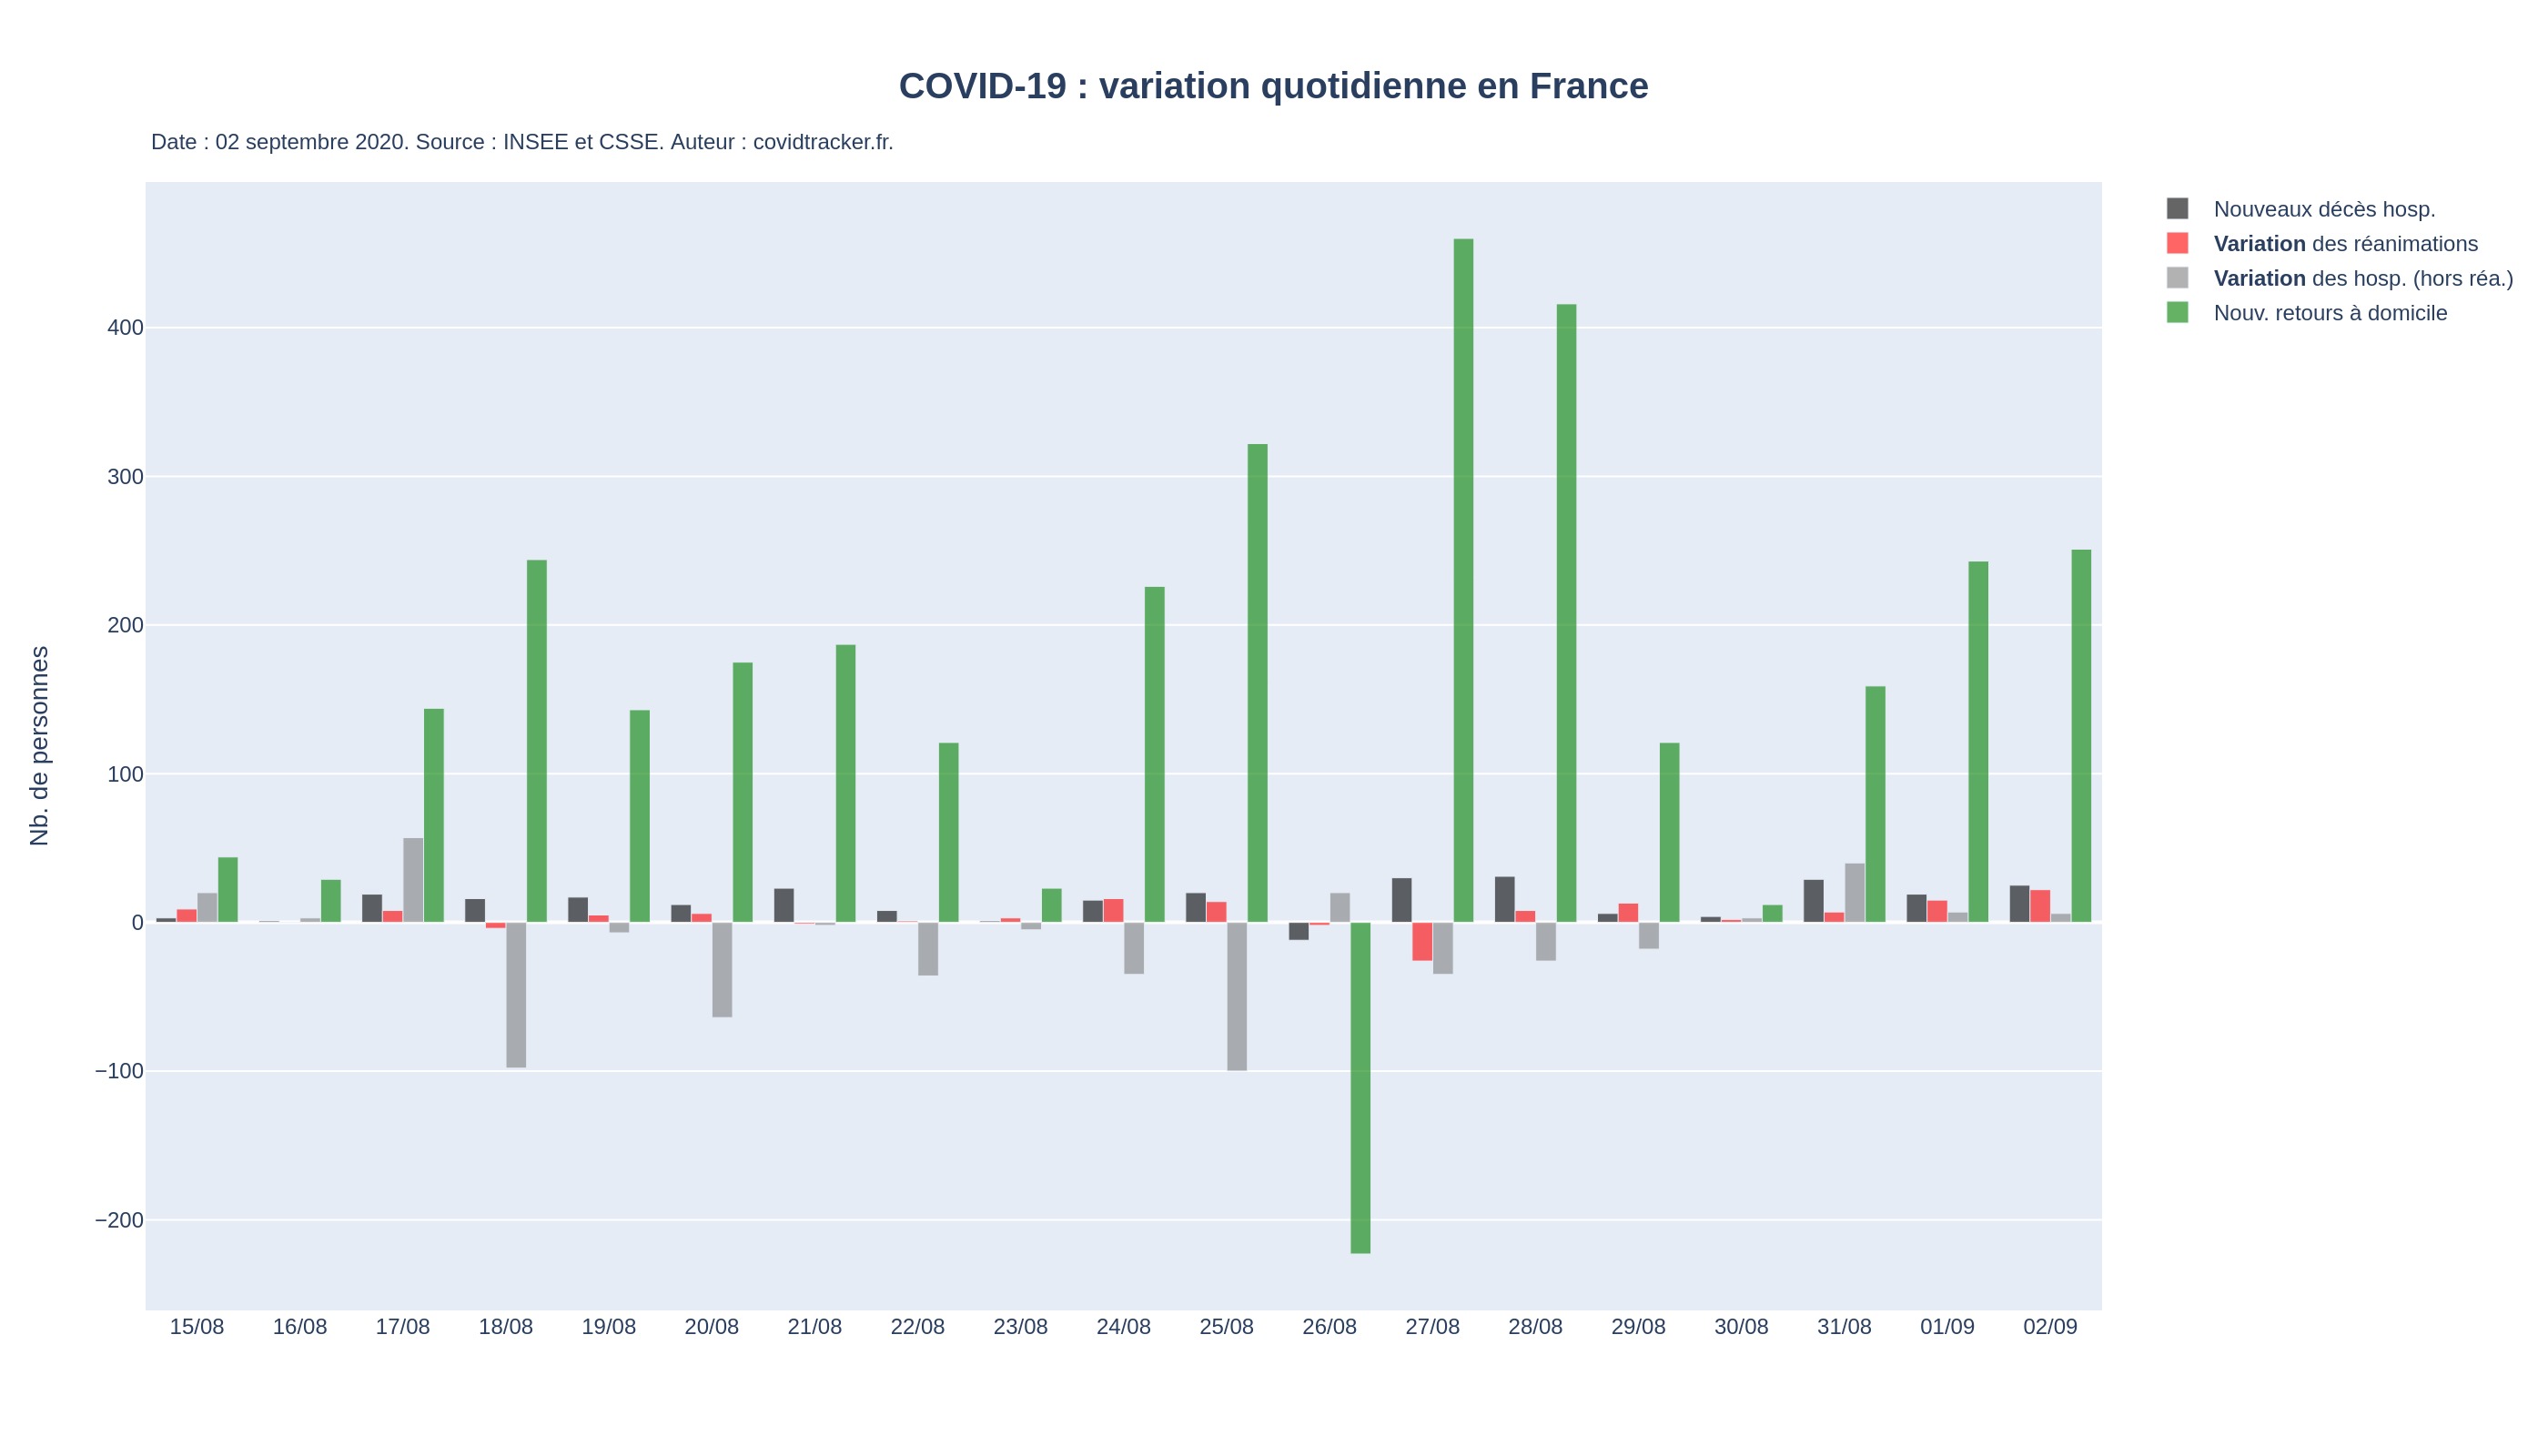 COVID-19 : variation quotidienne en France
Date : 02 septembre 2020. Source : INSEE et CSSE. Auteur : covidtracker.fr.
Nouveaux décès hosp.
Variation des réanimations
Variation des hosp. (hors réa.)
Nouv. retours à domicile
Nb. de personnes
400
300
200
100
0
−100
−200
15/08 16/08 17/08 18/08 19/08 20/08 21/08 22/08 23/08 24/08 25/08 26/08 27/08 28/08 29/08 30/08 31/08 01/09 02/09